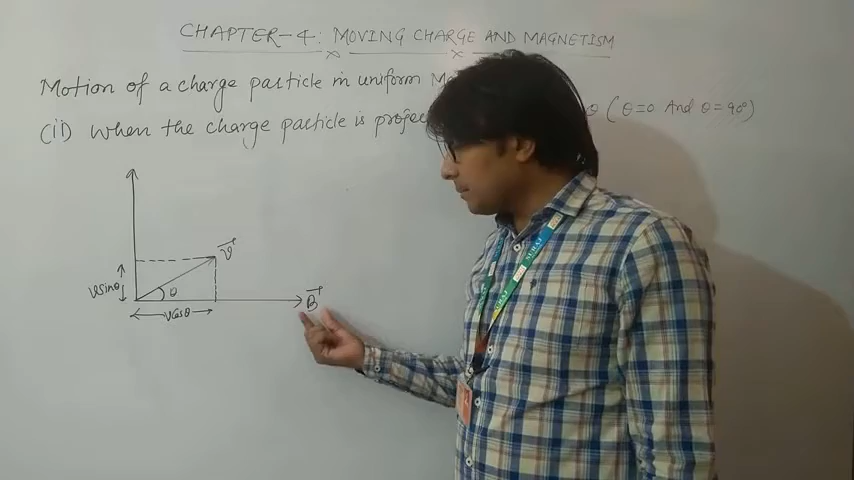 CHAPTER-4: MOVING CHARGE AND MAGNETISM
Motion of a charge particle in uniform M
(ii) When the charge particle is proje θ (θ=0 And θ=90°)
v⃗
vsinθ
θ
B⃗
vcosθ
SURAJ